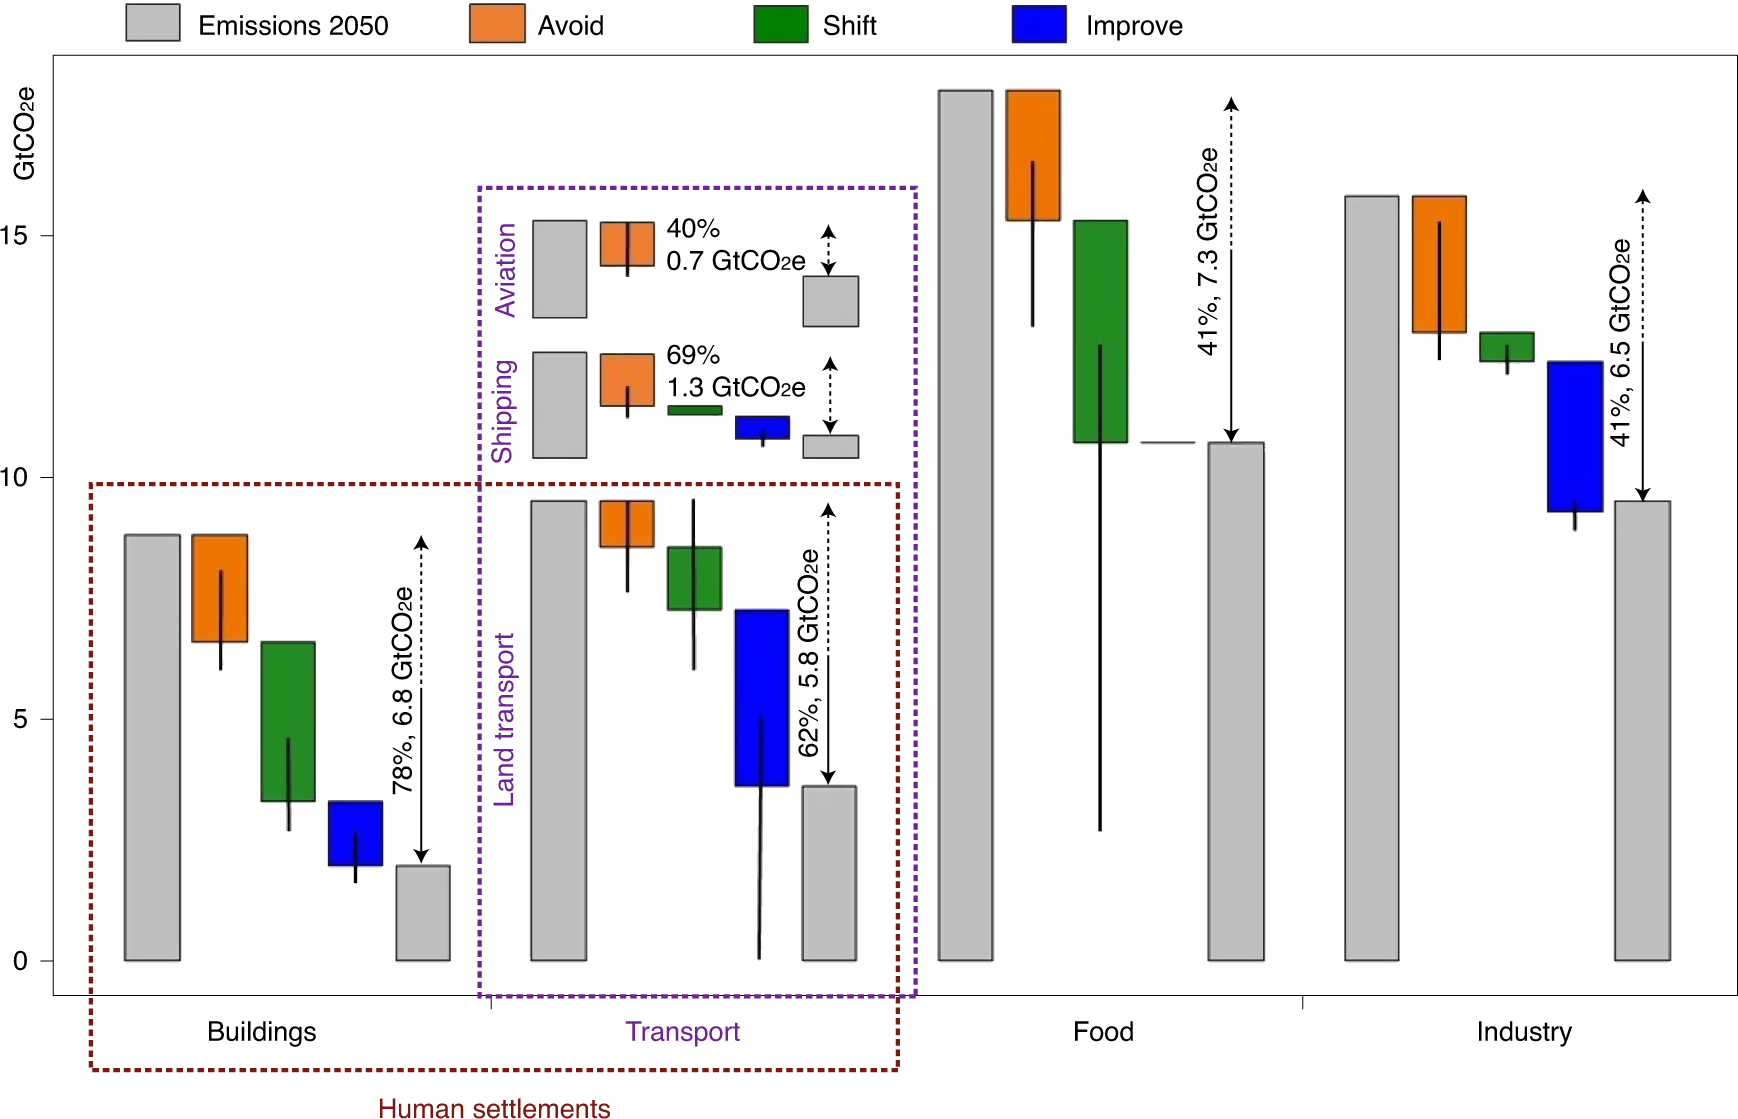 Emissions 2050
Avoid
Shift
Improve
GtCO2e
15
10
5
0
Aviation
40%
0.7 GtCO2e
Shipping
69%
1.3 GtCO2e
Land transport
78%, 6.8 GtCO2e
62%, 5.8 GtCO2e
41%, 7.3 GtCO2e
41%, 6.5 GtCO2e
Buildings
Transport
Food
Industry
Human settlements